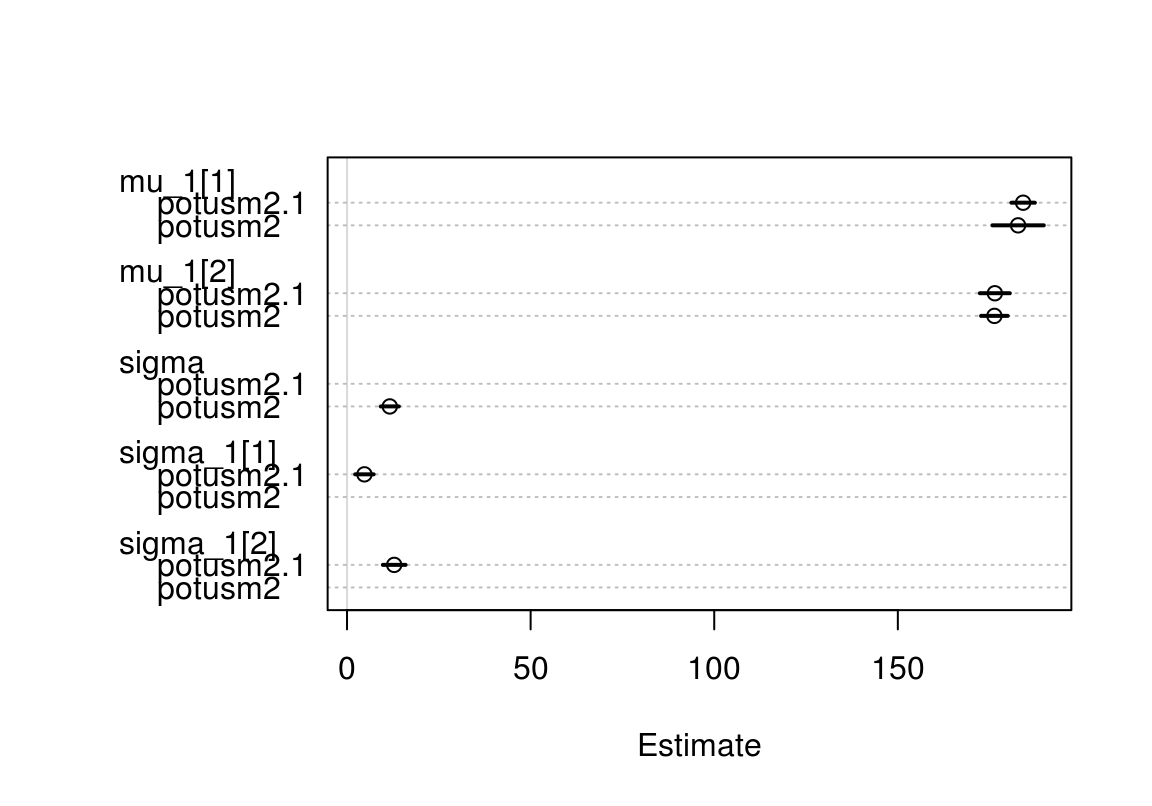 mu_1[1]
potusm2.1
potusm2
mu_1[2]
potusm2.1
potusm2
sigma
potusm2.1
potusm2
sigma_1[1]
potusm2.1
potusm2
sigma_1[2]
potusm2.1
potusm2
0 50 100 150
Estimate